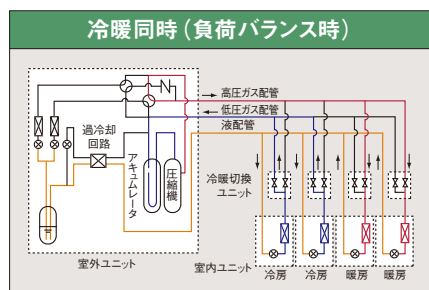 冷暖同時（負荷バランス時）
高圧ガス配管
低圧ガス配管
液配管
過冷却
回路
アキュムレータ
圧縮機
冷暖切換
ユニット
室外ユニット
室内ユニット
冷房
冷房
暖房
暖房